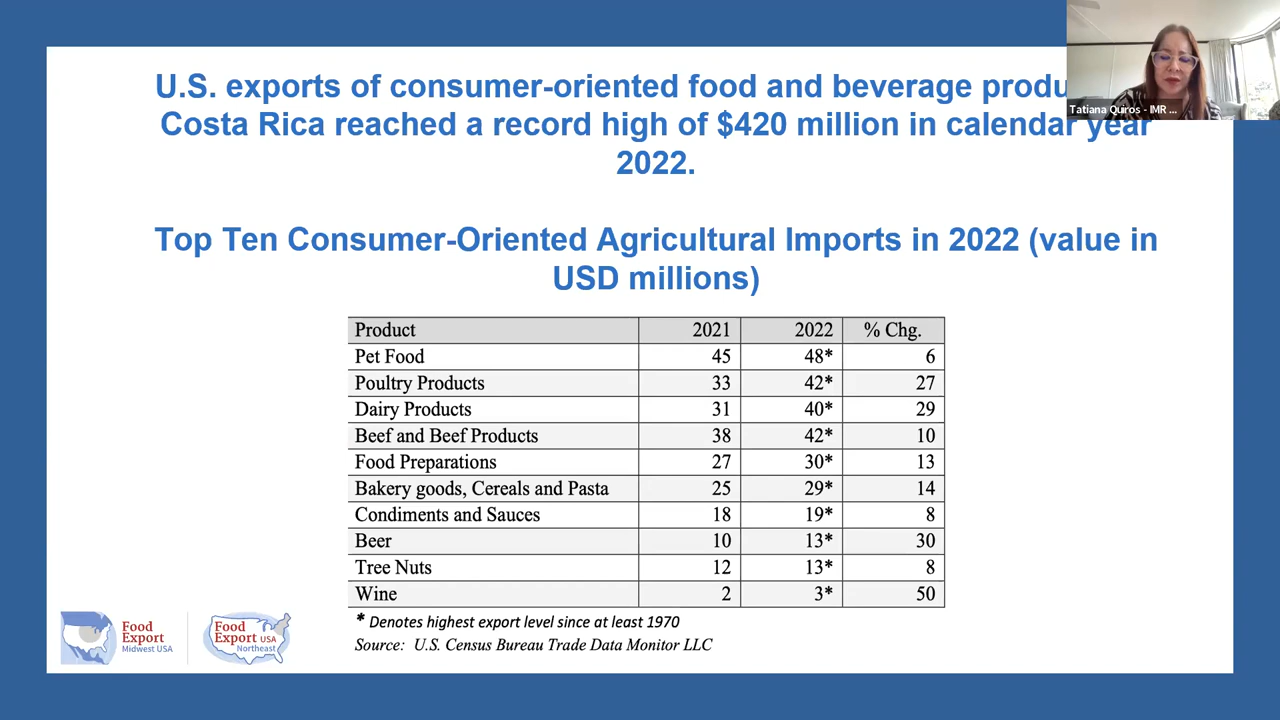 U.S. exports of consumer-oriented food and beverage
Costa Rica reached a record high of $420 million in calendar year
2022.
Top Ten Consumer-Oriented Agricultural Imports in 2022 (value in
USD millions)
Product 2021 2022 % Chg.
Pet Food 45 48* 6
Poultry Products 33 42* 27
Dairy Products 31 40* 29
Beef and Beef Products 38 42* 10
Food Preparations 27 30* 13
Bakery goods, Cereals and Pasta 25 29* 14
Condiments and Sauces 18 19* 8
Beer 10 13* 30
Tree Nuts 12 13* 8
Wine 2 3* 50
* Denotes highest export level since at least 1970
Source: U.S. Census Bureau Trade Data Monitor LLC
Food
Export
Midwest USA
Food
Export USA
Northeast
Tatiana Quiros - IMR ...